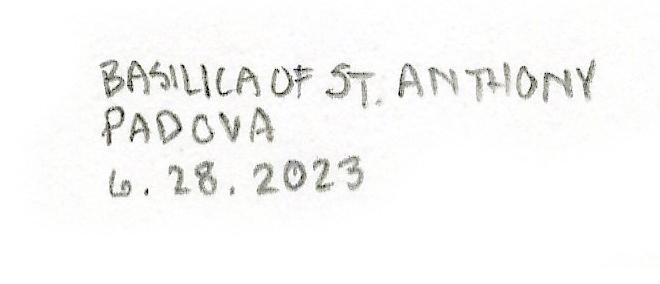 BASILICA OF ST. ANTHONY
PADOVA
6.28.2023